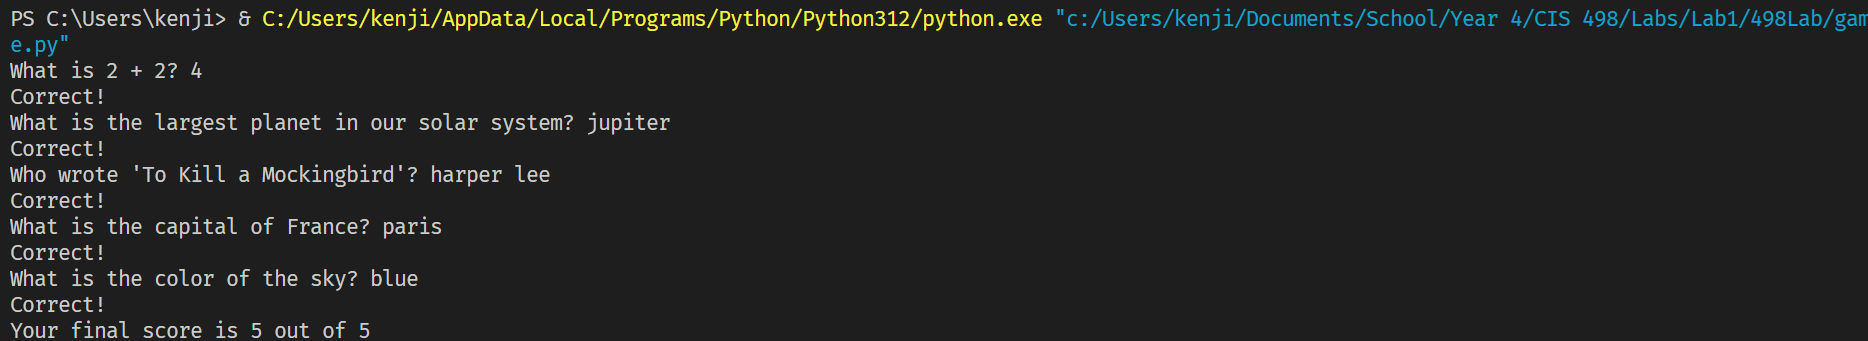 PS C:\Users\kenji> & C:/Users/kenji/AppData/Local/Programs/Python/Python312/python.exe "c:/Users/kenji/Documents/School/Year 4/CIS 498/Labs/Lab1/498Lab/gam
e.py"
What is 2 + 2? 4
Correct!
What is the largest planet in our solar system? jupiter
Correct!
Who wrote 'To Kill a Mockingbird'? harper lee
Correct!
What is the capital of France? paris
Correct!
What is the color of the sky? blue
Correct!
Your final score is 5 out of 5